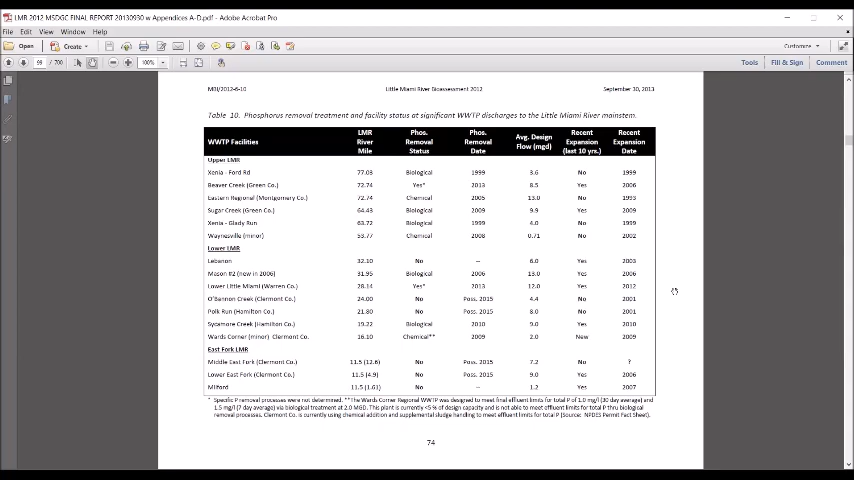 LMR 2012 MSDGC FINAL REPORT 20130930 w Appendices A-D.pdf - Adobe Acrobat Pro
File Edit View Window Help
Open Create Customize
99 / 700 100% Tools Fill & Sign Comment
MBI/2012-6-10 Little Miami River Bioassessment 2012 September 30, 2013
Table 10. Phosphorus removal treatment and facility status at significant WWTP discharges to the Little Miami River mainstem.
WWTP Facilities LMR River Mile Phos. Removal Status Phos. Removal Date Avg. Design Flow (mgd) Recent Expansion (last 10 yrs.) Recent Expansion Date
Upper LMR
Xenia - Ford Rd 77.03 Biological 1999 3.6 No 1999
Beaver Creek (Green Co.) 72.74 Yes* 2013 8.5 Yes 2006
Eastern Regional (Montgomery Co.) 72.74 Chemical 2005 13.0 No 1993
Sugar Creek (Green Co.) 64.43 Biological 2009 9.9 Yes 2009
Xenia - Glady Run 63.72 Biological 1999 4.0 No 1999
Waynesville (minor) 53.77 Chemical 2008 0.71 No 2002
Lower LMR
Lebanon 32.10 No -- 6.0 Yes 2003
Mason #2 (new in 2006) 31.95 Biological 2006 13.0 Yes 2006
Lower Little Miami (Warren Co.) 28.14 Yes* 2013 12.0 Yes 2012
O'Bannon Creek (Clermont Co.) 24.00 No Poss. 2015 4.4 No 2001
Polk Run (Hamilton Co.) 21.80 No Poss. 2015 8.0 No 2001
Sycamore Creek (Hamilton Co.) 19.22 Biological 2010 9.0 Yes 2010
Wards Corner (minor) Clermont Co. 16.10 Chemical** 2009 2.0 New 2009
East Fork LMR
Middle East Fork (Clermont Co.) 11.5 (12.6) No Poss. 2015 7.2 No ?
Lower East Fork (Clermont Co.) 11.5 (4.9) No Poss. 2015 9.0 Yes 2006
Milford 11.5 (1.61) No -- 1.2 Yes 2007
* Specific P removal processes were not determined. **The Wards Corner Regional WWTP was designed to meet final effluent limits for total P of 1.0 mg/l (30 day average) and
1.5 mg/l (7 day average) via biological treatment at 2.0 MGD. This plant is currently <5 % of design capacity and is not able to meet effluent limits for total P thru biological
removal processes. Clermont Co. is currently using chemical addition and supplemental sludge handling to meet effluent limits for total P (Source: NPDES Permit Fact Sheet).
74